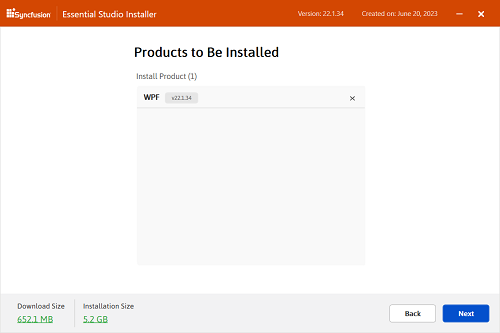 Syncfusion Essential Studio Installer Version: 22.1.34 Created on: June 20, 2023
Products to Be Installed
Install Product (1)
WPF v22.1.34
Download Size Installation Size
652.1 MB 5.2 GB
Back Next